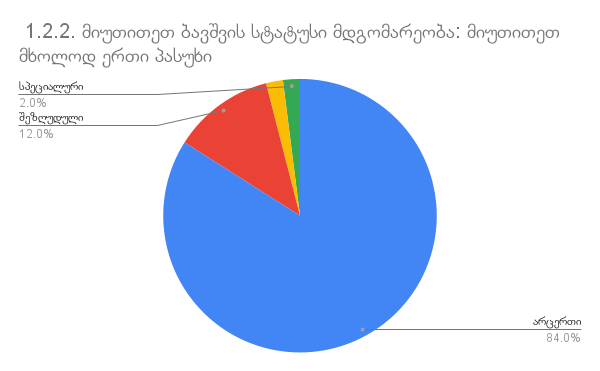 1.2.2. მიუთითეთ ბავშვის სტატუსი მდგომარეობა: მიუთითეთ
მხოლოდ ერთი პასუხი
სპეციალური
2.0%
შეზღუდული
12.0%
არცერთი
84.0%